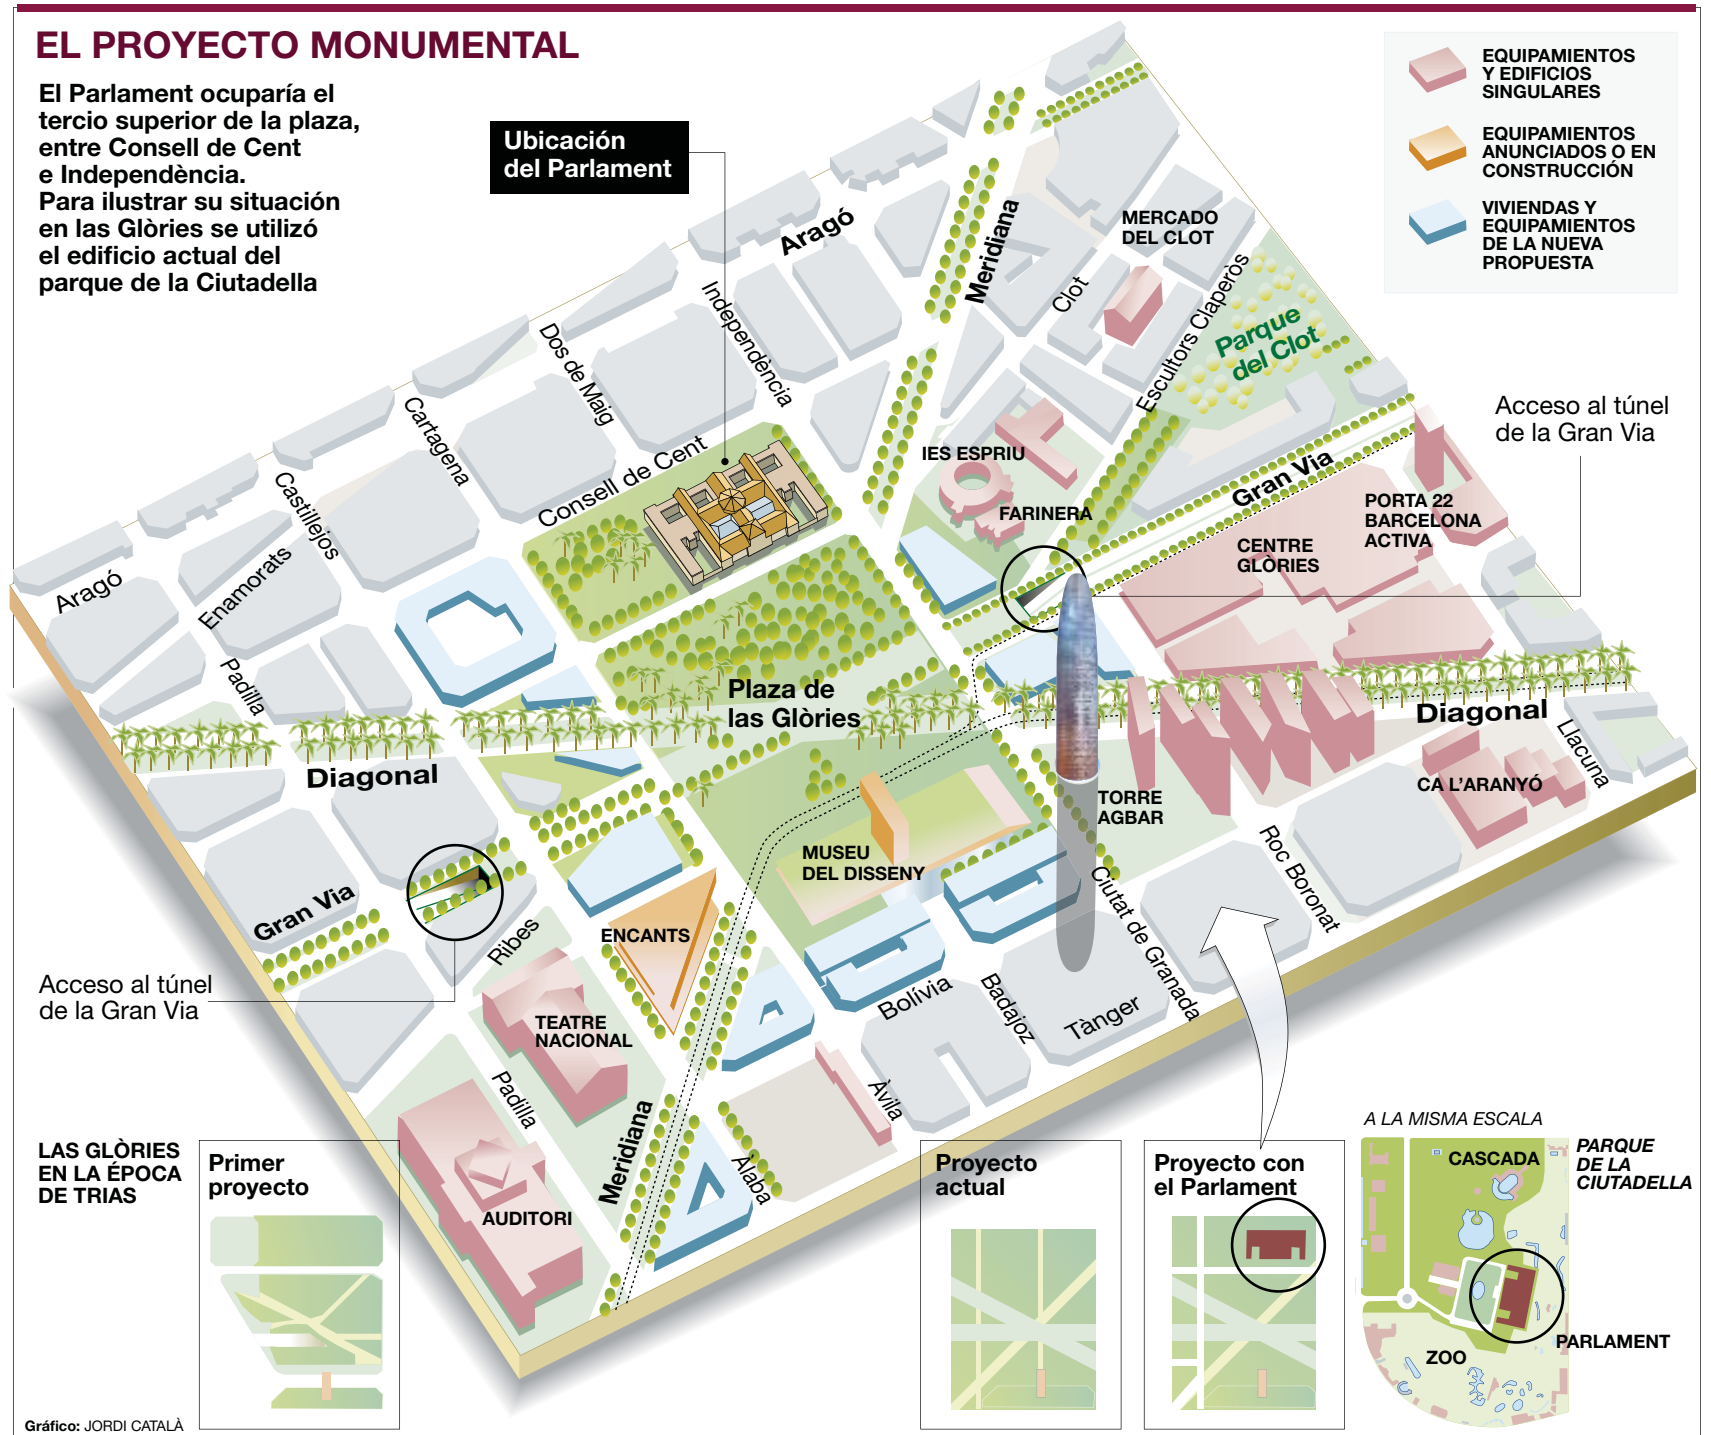 EL PROYECTO MONUMENTAL
El Parlament ocuparía el
tercio superior de la plaza,
entre Consell de Cent
e Independència.
Para ilustrar su situación
en las Glòries se utilizó
el edificio actual del
parque de la Ciutadella
Ubicación
del Parlament
EQUIPAMIENTOS
Y EDIFICIOS
SINGULARES
EQUIPAMIENTOS
ANUNCIADOS O EN
CONSTRUCCIÓN
VIVIENDAS Y
EQUIPAMIENTOS
DE LA NUEVA
PROPUESTA
Aragó
Meridiana
MERCADO
DEL CLOT
Clot
Escultors Claperòs
Parque
del Clot
Independència
Dos de Maig
Cartagena
Castillejos
Enamorats
Aragó
Padilla
Consell de Cent
IES ESPRIU
FARINERA
Gran Via
Acceso al túnel
de la Gran Via
PORTA 22
BARCELONA
ACTIVA
CENTRE
GLÒRIES
Plaza de
las Glòries
Diagonal
Llacuna
CA L'ARANYÓ
TORRE
AGBAR
Roc Boronat
Ciutat de Granada
MUSEU
DEL DISSENY
Diagonal
Gran Via
Acceso al túnel
de la Gran Via
Ribes
ENCANTS
TEATRE
NACIONAL
Bolívia
Badajoz
Tànger
Àvila
Padilla
Meridiana
Àlaba
AUDITORI
LAS GLÒRIES
EN LA ÉPOCA
DE TRIAS
Primer
proyecto
Proyecto
actual
Proyecto con
el Parlament
A LA MISMA ESCALA
PARQUE
DE LA
CIUTADELLA
CASCADA
PARLAMENT
ZOO
Gráfico: JORDI CATALÀ